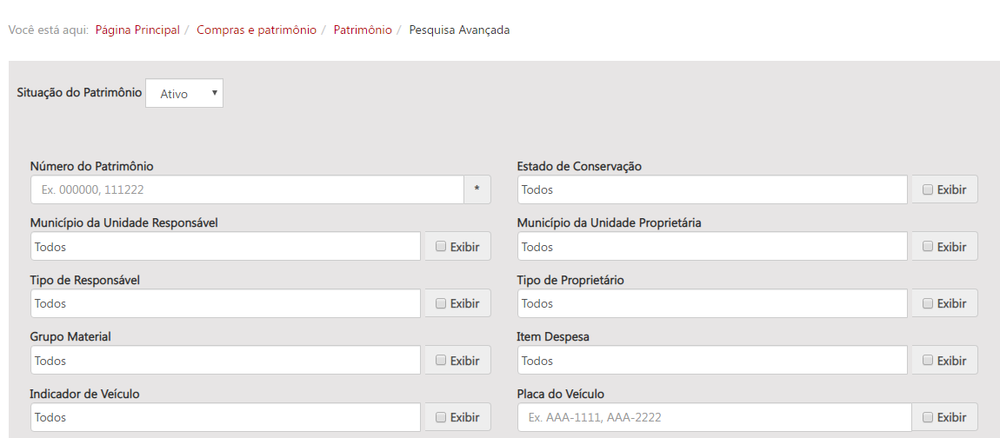 Você está aqui: Página Principal / Compras e patrimônio / Patrimônio / Pesquisa Avançada
Situação do Patrimônio Ativo
Número do Patrimônio Estado de Conservação
Ex. 000000, 111222 * Todos Exibir
Município da Unidade Responsável Município da Unidade Proprietária
Todos Exibir Todos Exibir
Tipo de Responsável Tipo de Proprietário
Todos Exibir Todos Exibir
Grupo Material Item Despesa
Todos Exibir Todos Exibir
Indicador de Veículo Placa do Veículo
Todos Exibir Ex. AAA-1111, AAA-2222 Exibir